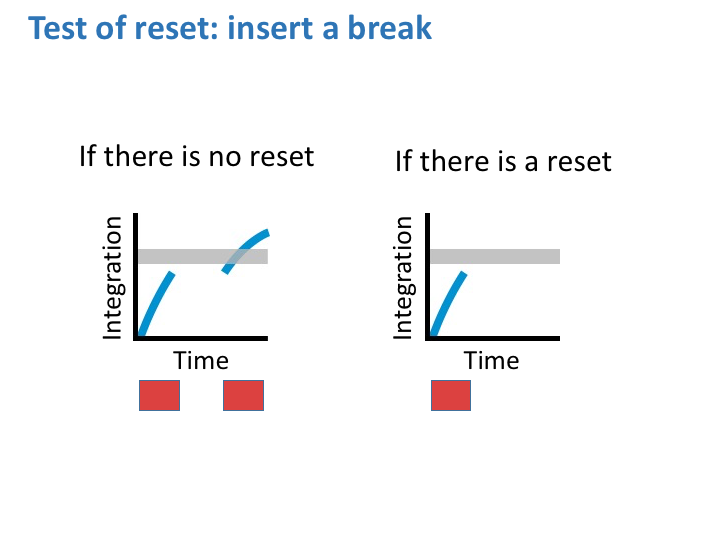 Test of reset: insert a break
If there is no reset
If there is a reset
Integration
Time
Integration
Time